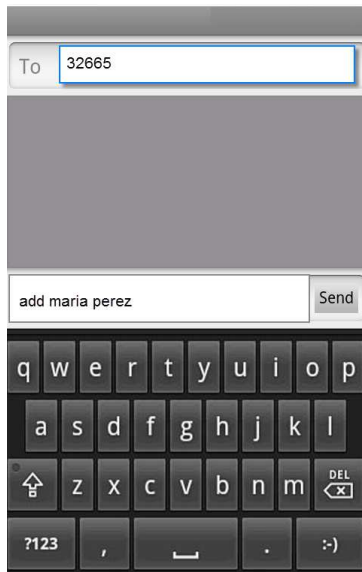 To 32665
add maria perez Send
q w e r t y u i o p
a s d f g h j k l
z x c v b n m DEL
?123 , . :-)